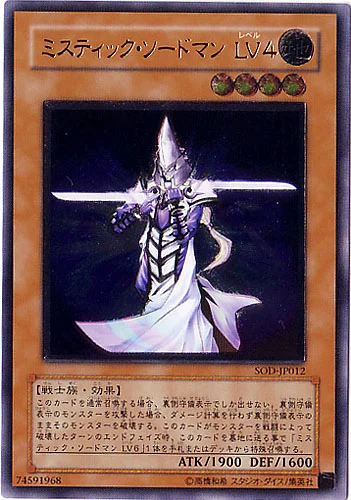 ミスティック・ソードマン LV4
レベル
地
SOD-JP012
【戦士族・効果】
このカードを通常召喚する場合、裏側守備表示でしか出せない。裏側守備
表示のモンスターを攻撃した場合、ダメージ計算を行わず裏側守備表示の
ままそのモンスターを破壊する。このカードがモンスターを戦闘によって
破壊したターンのエンドフェイズ時、このカードを墓地に送る事で「ミス
ティック・ソードマン LV6」1体を手札またはデッキから特殊召喚する。
ATK/1900 DEF/1600
74591968
©高橋和希 スタジオ・ダイス/集英社